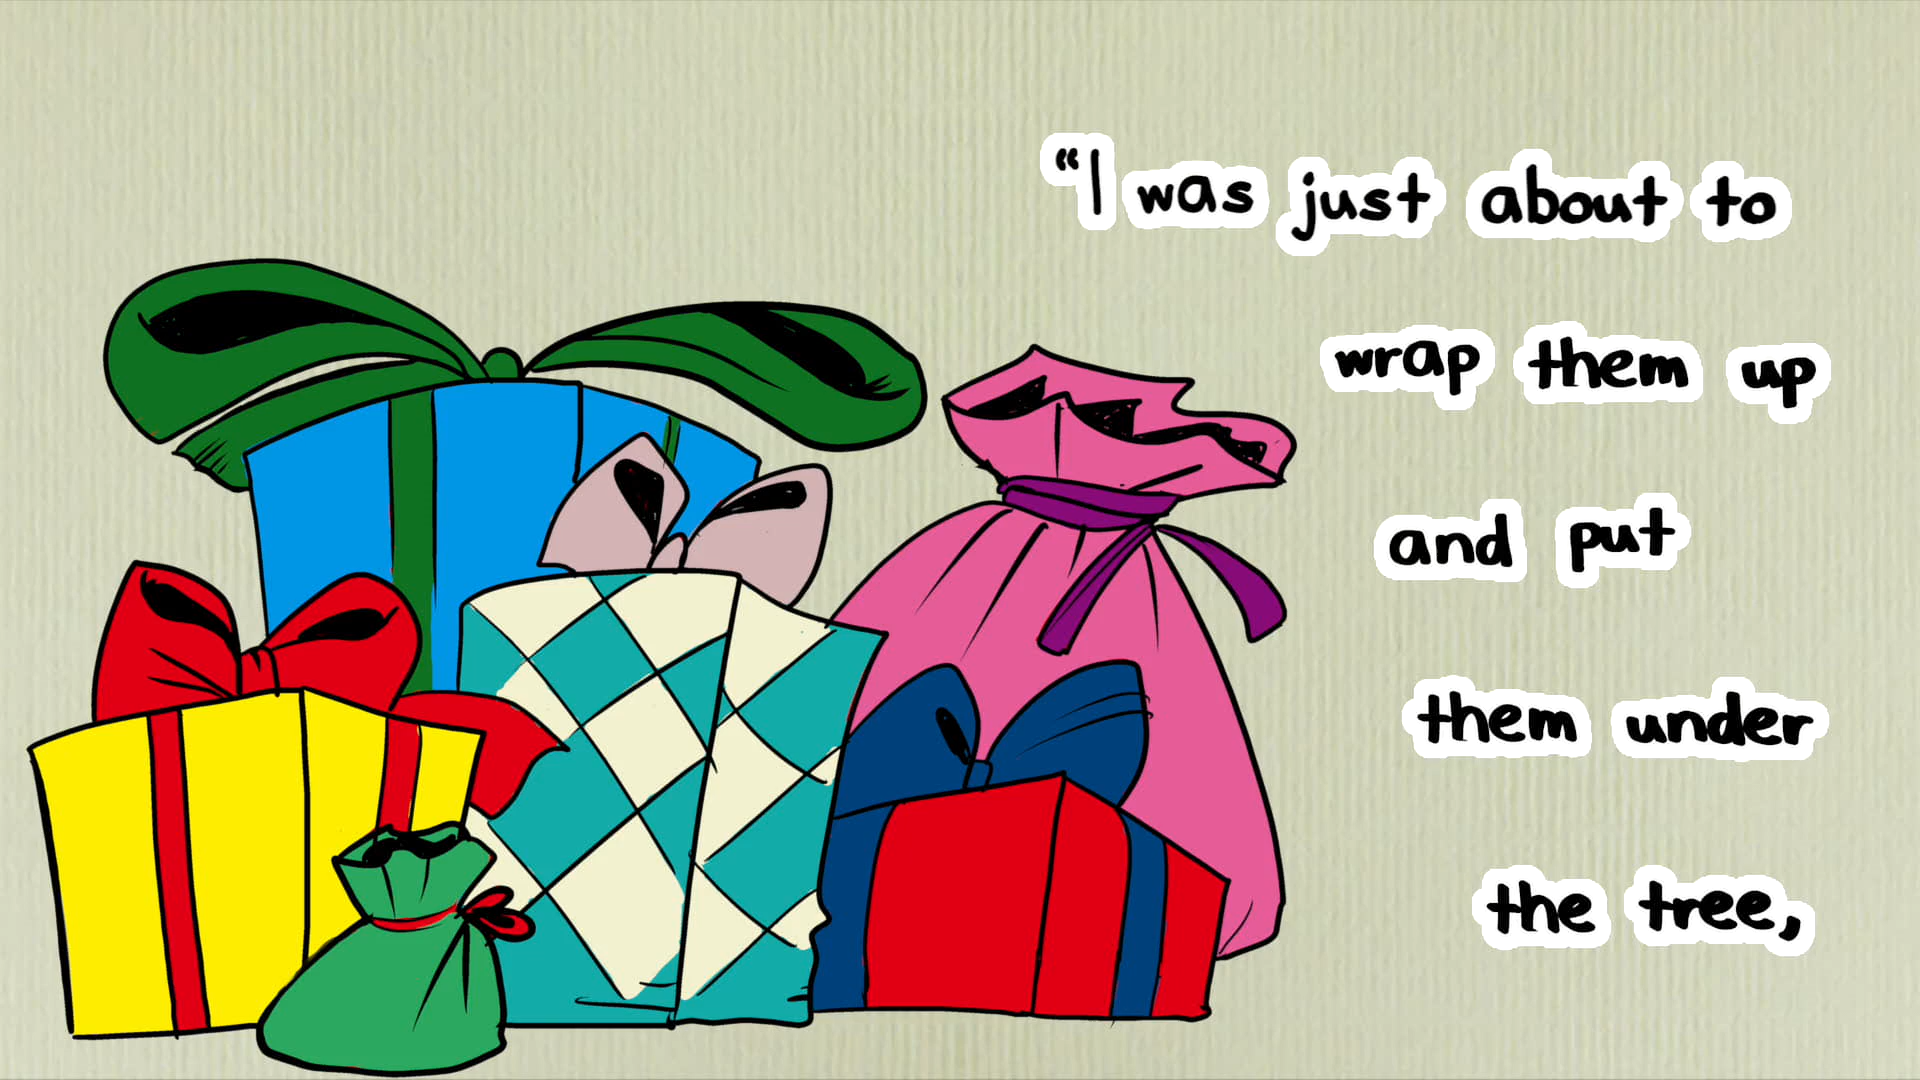 “I was just about to
wrap them up
and put
them under
the tree,